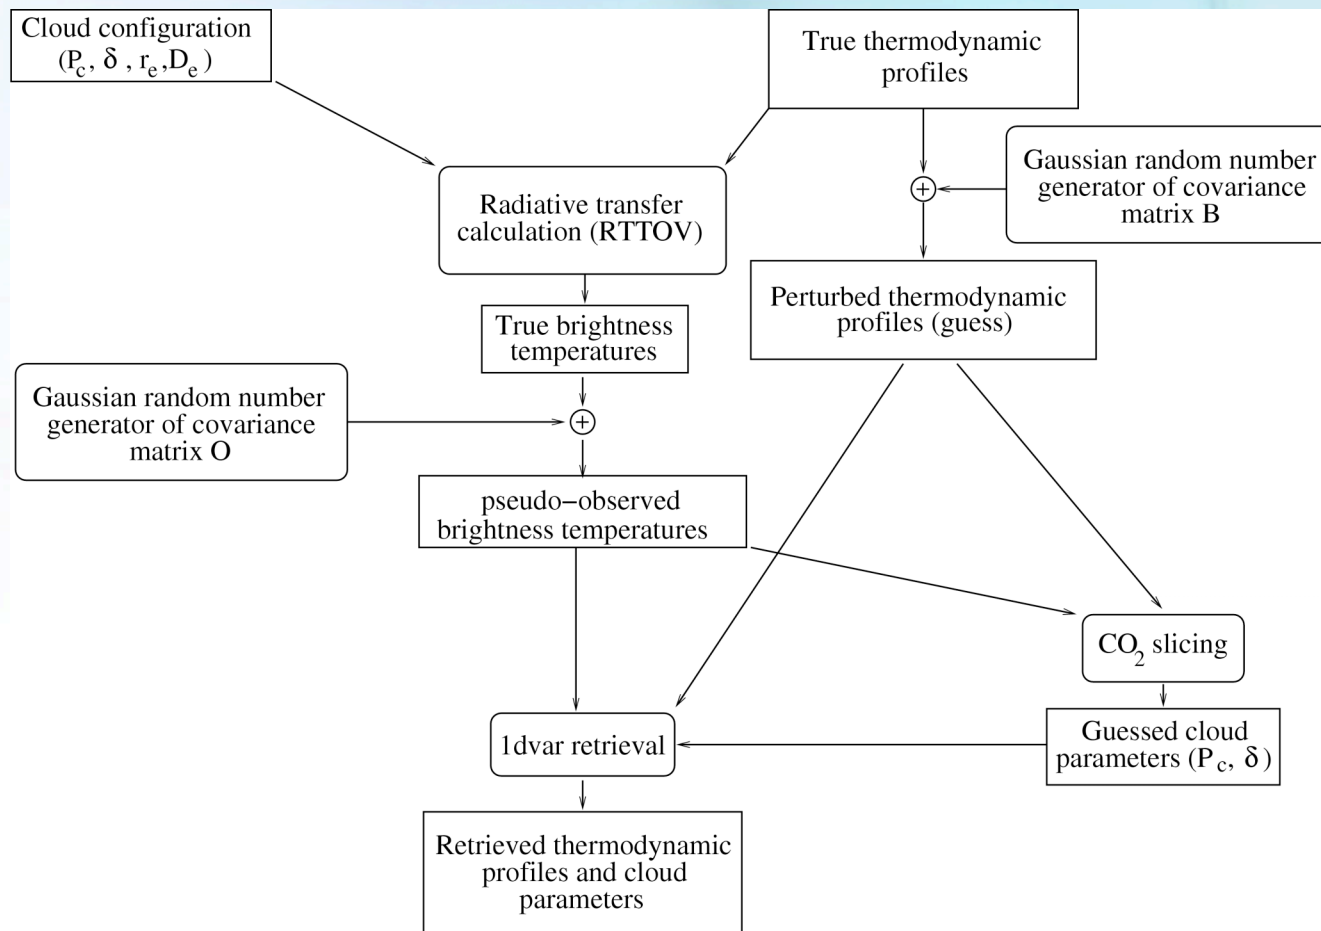 Cloud configuration
(Pc, δ , re,De )
True thermodynamic
profiles
Gaussian random number
generator of covariance
matrix B
Radiative transfer
calculation (RTTOV)
Perturbed thermodynamic
profiles (guess)
True brightness
temperatures
Gaussian random number
generator of covariance
matrix O
pseudo−observed
brightness temperatures
CO2 slicing
Guessed cloud
parameters (Pc, δ)
1dvar retrieval
Retrieved thermodynamic
profiles and cloud
parameters